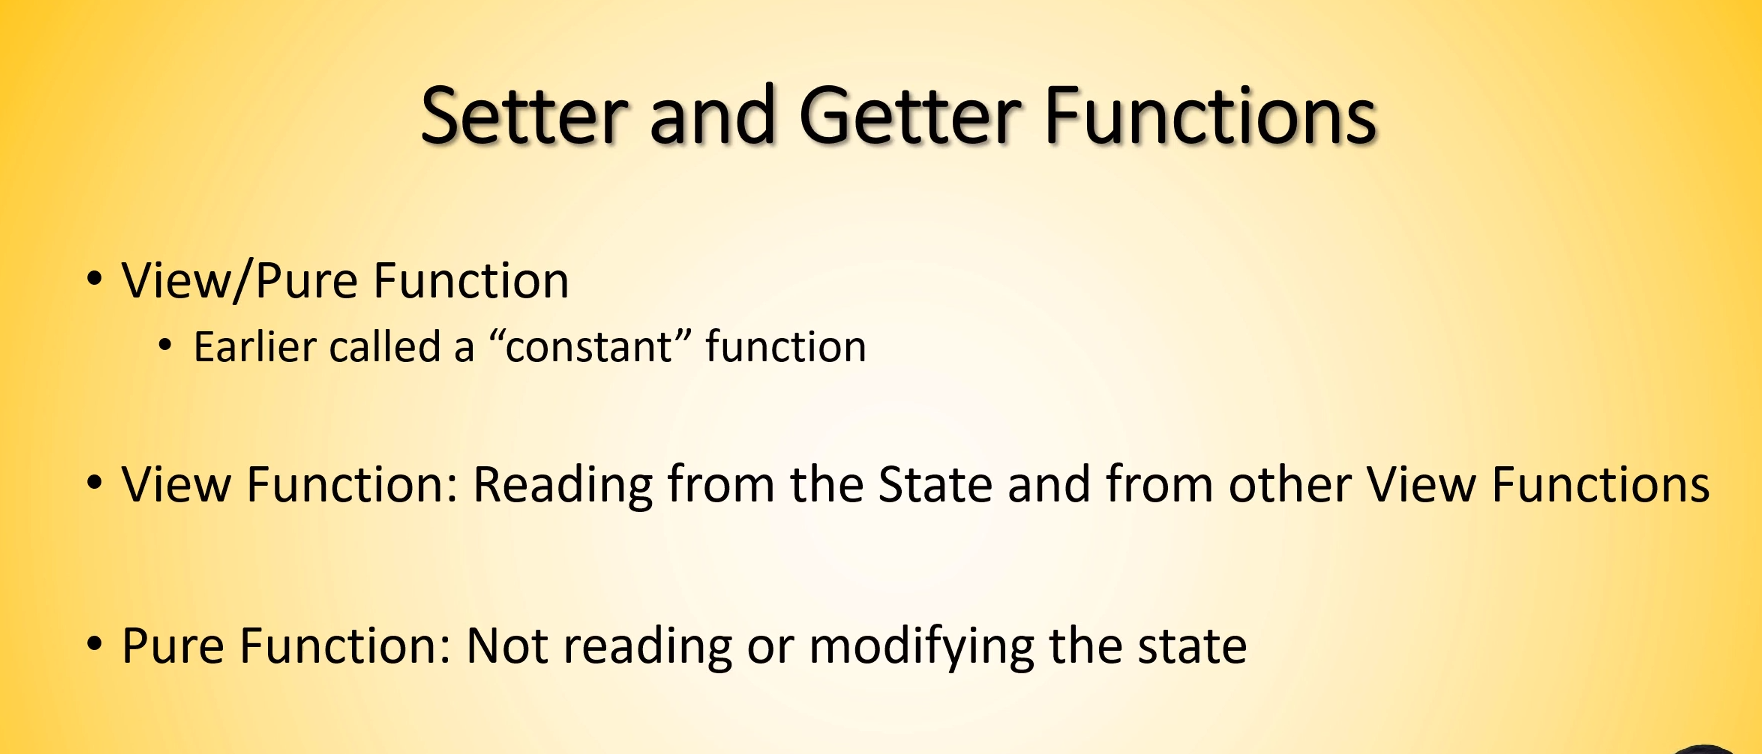 Setter and Getter Functions
• View/Pure Function
• Earlier called a “constant” function
• View Function: Reading from the State and from other View Functions
• Pure Function: Not reading or modifying the state